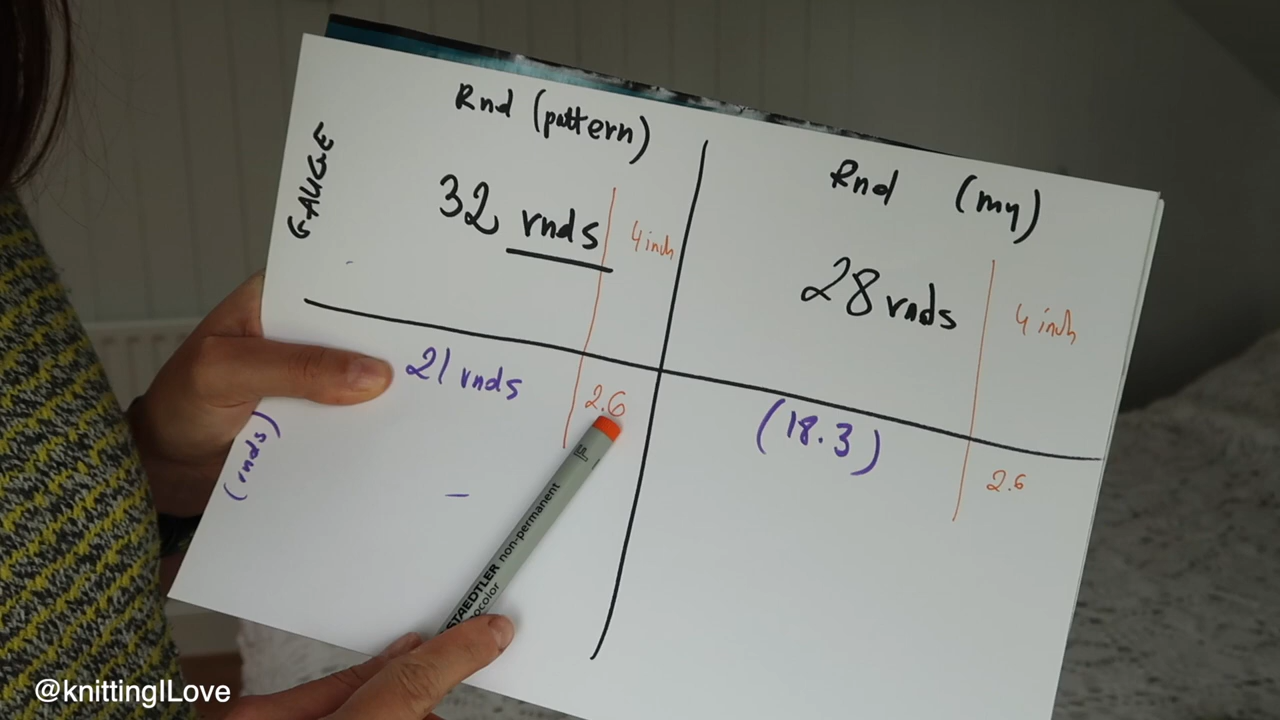 GAUGE
Rnd (pattern)
32 rnds
4 inch
Rnd (my)
28 rnds
4 inch
(rnds)
21 rnds
2.6
(18.3)
2.6
STAEDTLER non-permanent
@knittingILove